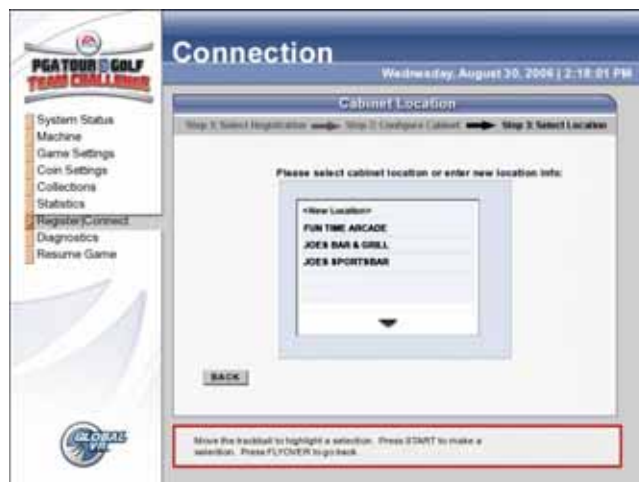 EA
PGA TOUR GOLF
TEAM CHALLENGE
Connection
Wednesday, August 30, 2006 | 2:18:01 PM
Cabinet Location
Step 1: Select Registration
Step 2: Configure Cabinet
Step 3: Select Location
System Status
Machine
Game Settings
Coin Settings
Collections
Statistics
Register|Connect
Diagnostics
Resume Game
Please select cabinet location or enter new location info:
<New Location>
FUN TIME ARCADE
JOES BAR & GRILL
JOES SPORTSBAR
BACK
GLOBAL
VR
Move the trackball to highlight a selection. Press START to make a
selection. Press FLYOVER to go back.